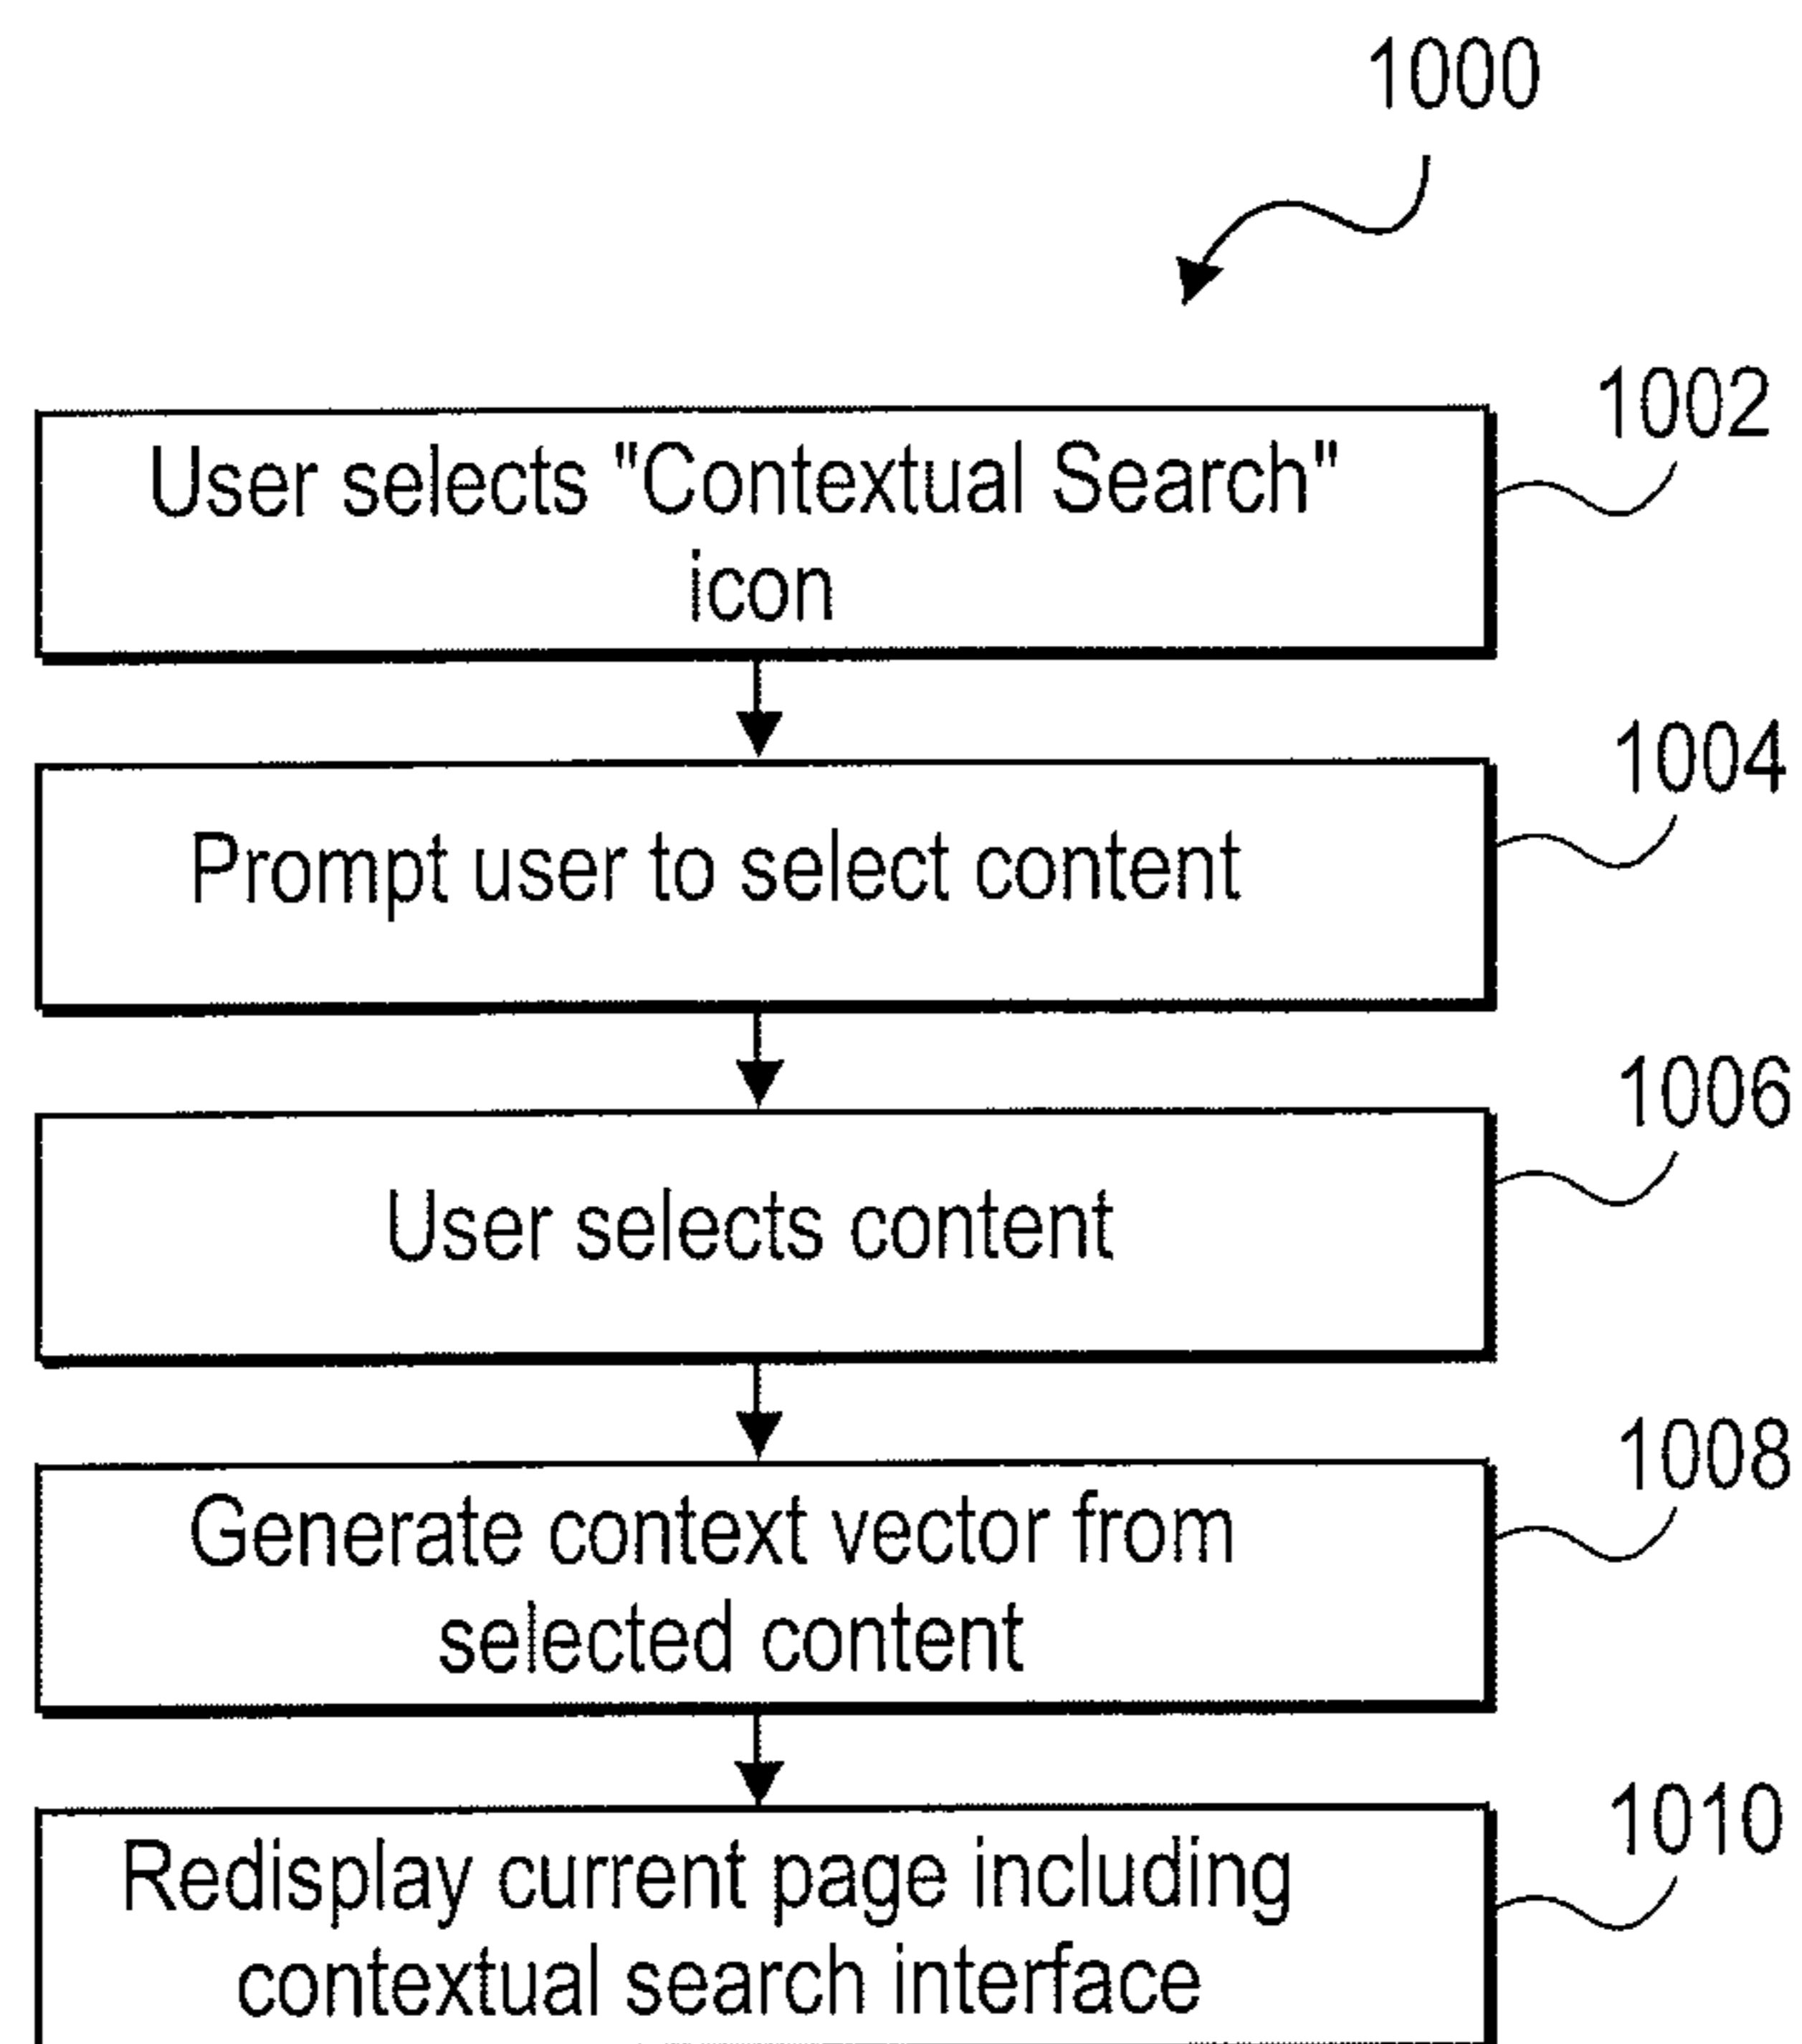 1000
1002
User selects "Contextual Search"
icon
1004
Prompt user to select content
1006
User selects content
1008
Generate context vector from
selected content
1010
Redisplay current page including
contextual search interface